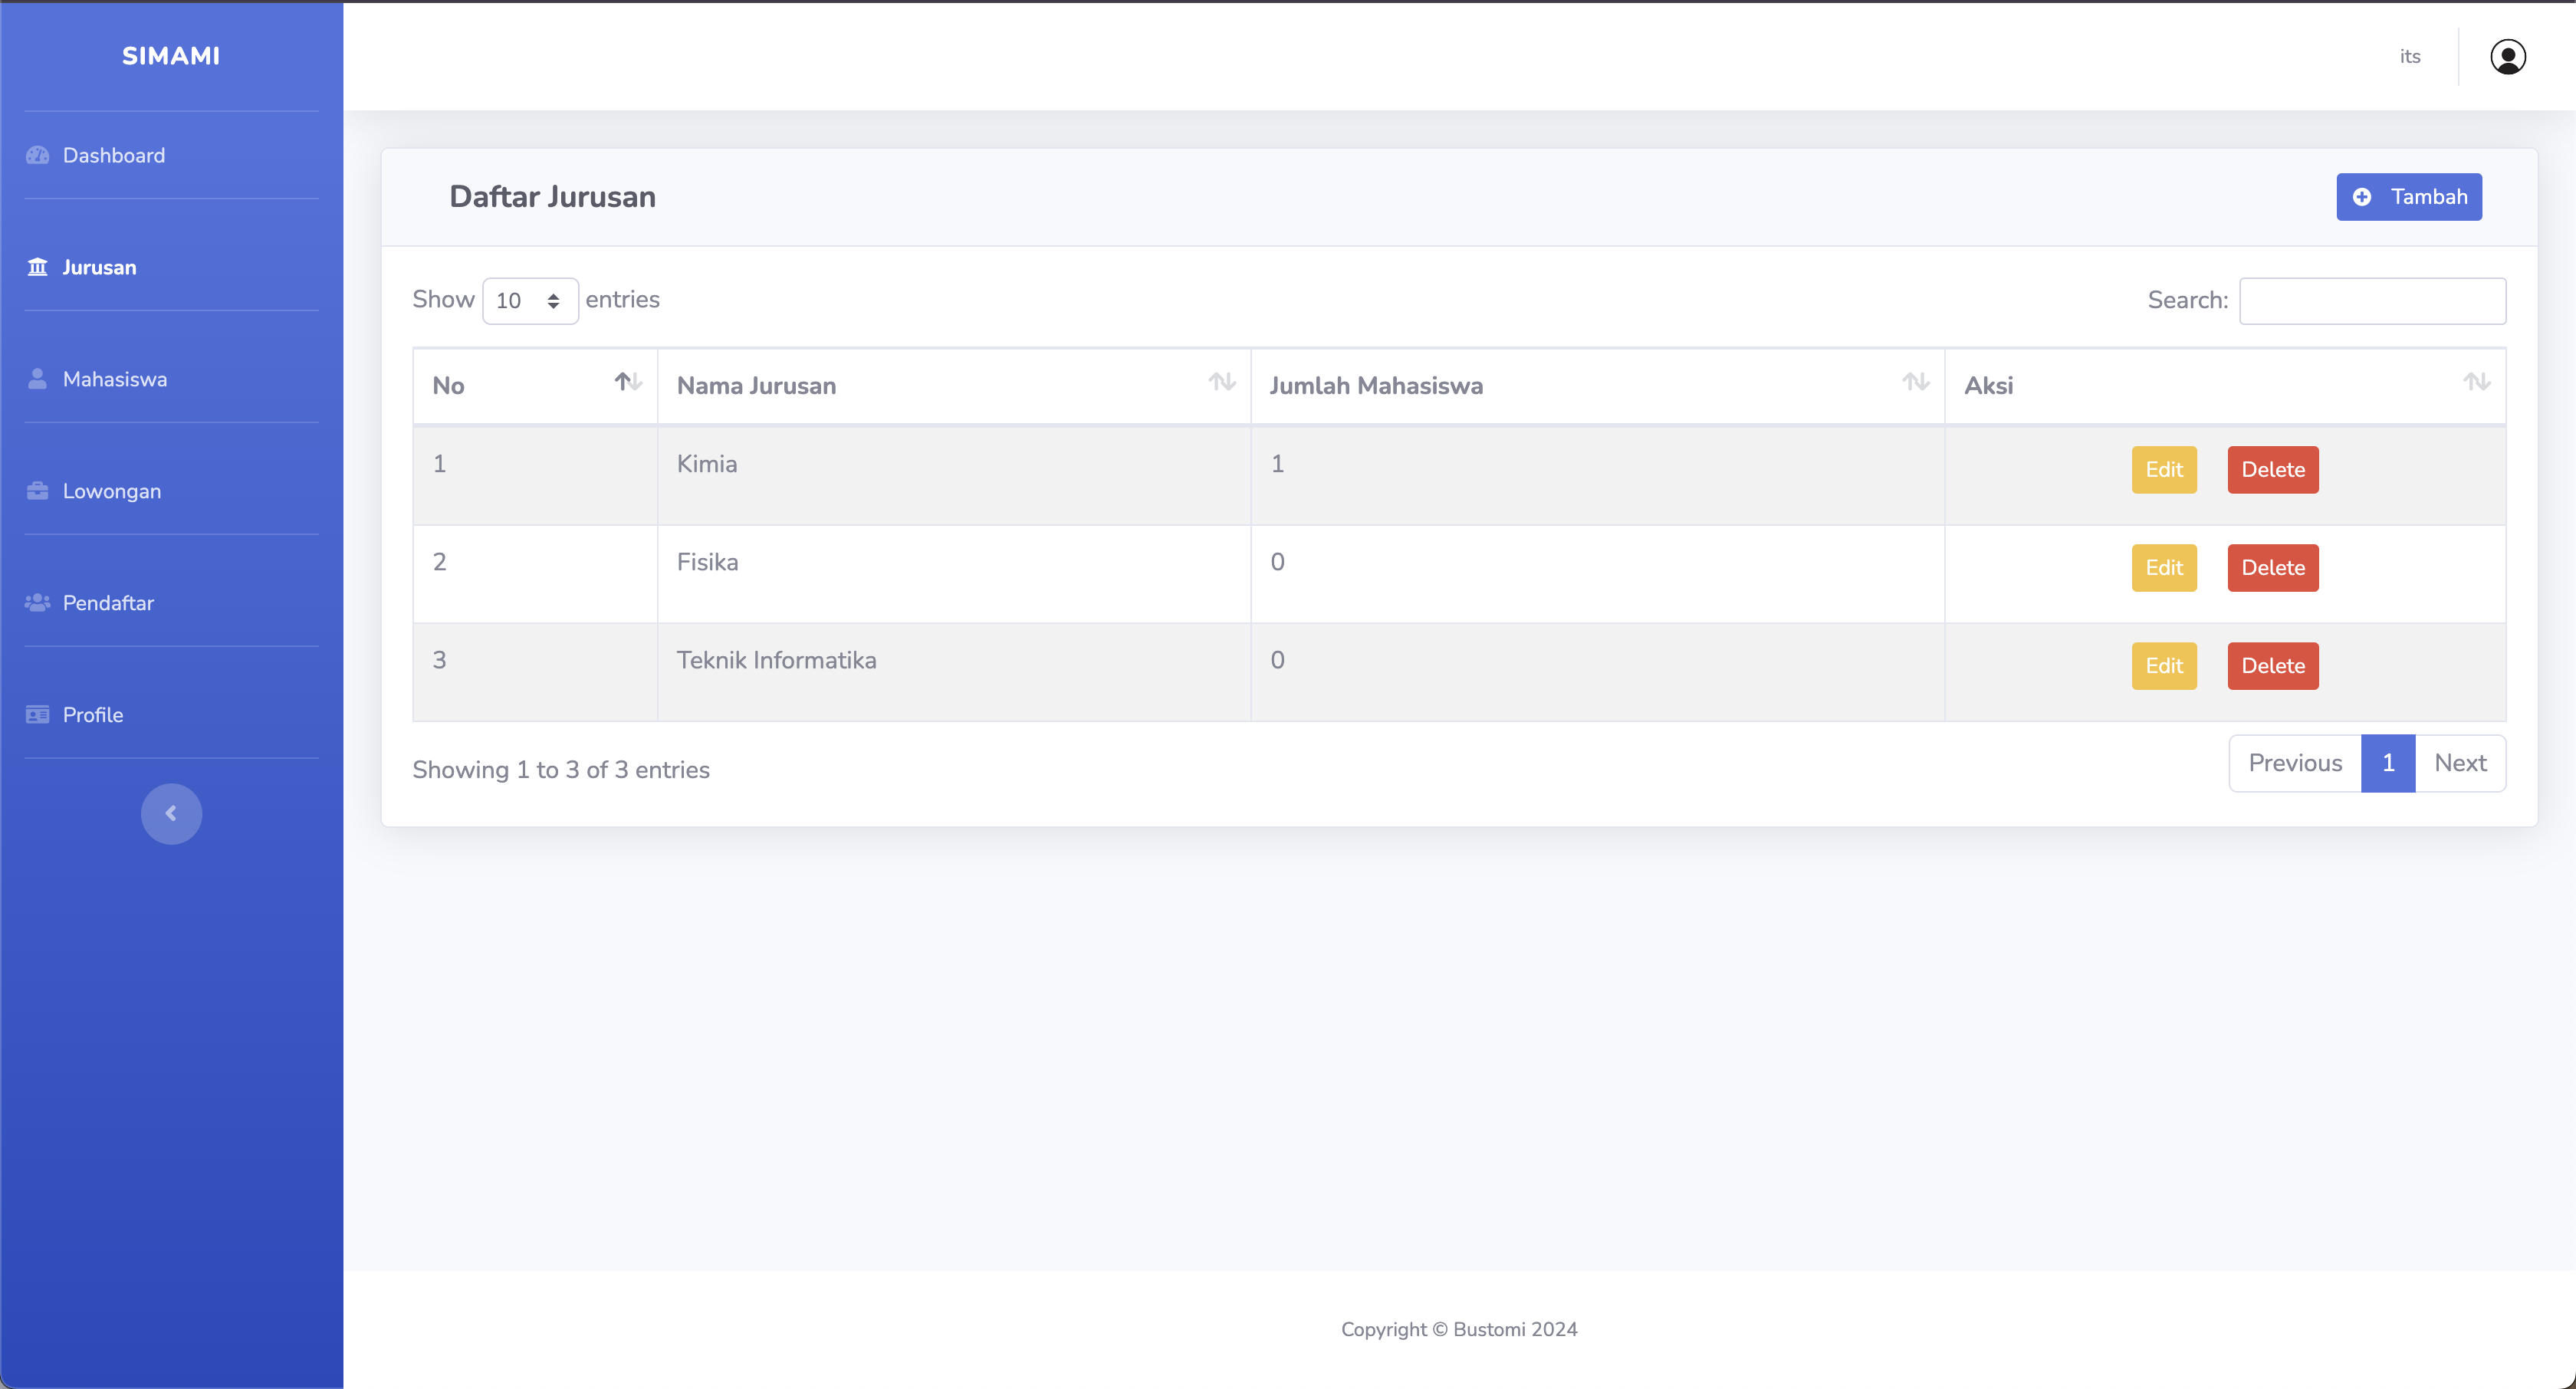 SIMAMI
its
Dashboard
Jurusan
Mahasiswa
Lowongan
Pendaftar
Profile
Daftar Jurusan
Tambah
Show 10 entries
Search:
No Nama Jurusan Jumlah Mahasiswa Aksi
1 Kimia 1 Edit Delete
2 Fisika 0 Edit Delete
3 Teknik Informatika 0 Edit Delete
Showing 1 to 3 of 3 entries
Previous 1 Next
Copyright © Bustomi 2024